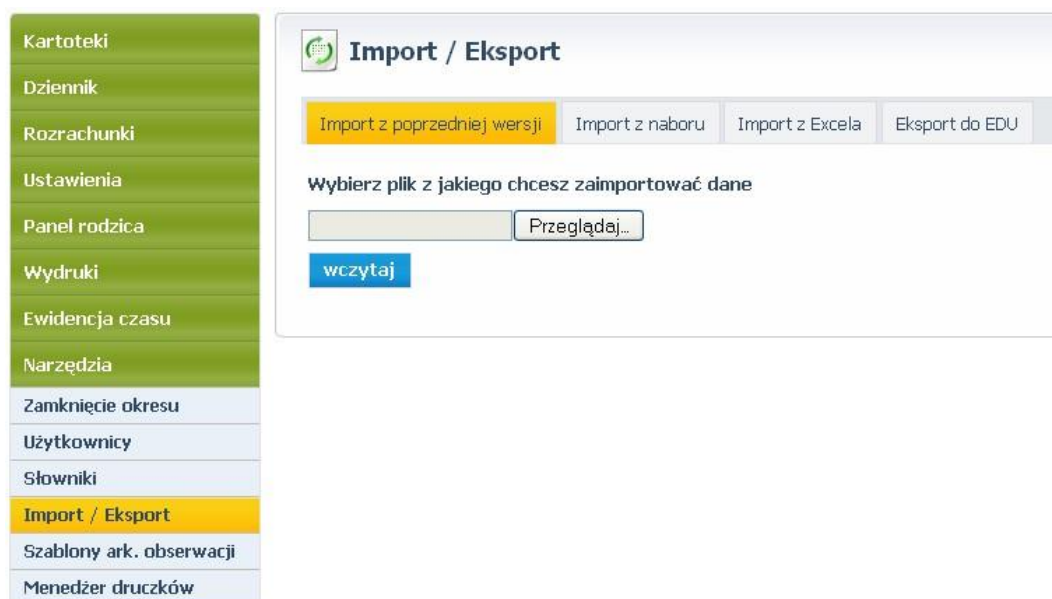 Kartoteki
Dziennik
Rozrachunki
Ustawienia
Panel rodzica
Wydruki
Ewidencja czasu
Narzędzia
Zamknięcie okresu
Użytkownicy
Słowniki
Import / Eksport
Szablony ark. obserwacji
Menedżer druczków
Import / Eksport
Import z poprzedniej wersji
Import z naboru
Import z Excela
Eksport do EDU
Wybierz plik z jakiego chcesz zaimportować dane
Przeglądaj...
wczytaj